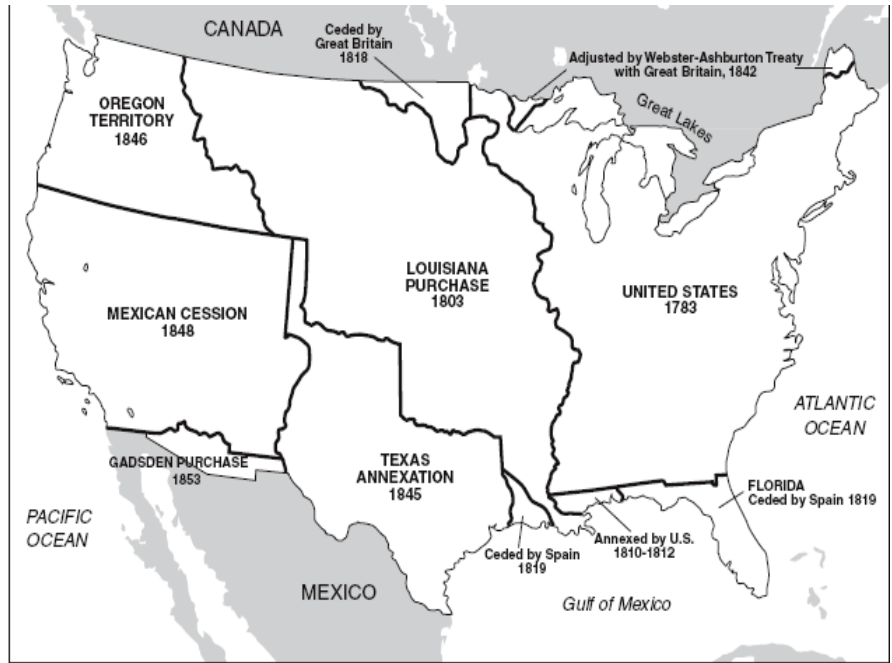 CANADA
Ceded by
Great Britain
1818
Adjusted by Webster-Ashburton Treaty
with Great Britain, 1842
OREGON
TERRITORY
1846
Great Lakes
LOUISIANA
PURCHASE
1803
UNITED STATES
1783
MEXICAN CESSION
1848
ATLANTIC
OCEAN
GADSDEN PURCHASE
1853
TEXAS
ANNEXATION
1845
FLORIDA
Ceded by Spain 1819
PACIFIC
OCEAN
Ceded by Spain
1819
Annexed by U.S.
1810-1812
MEXICO
Gulf of Mexico